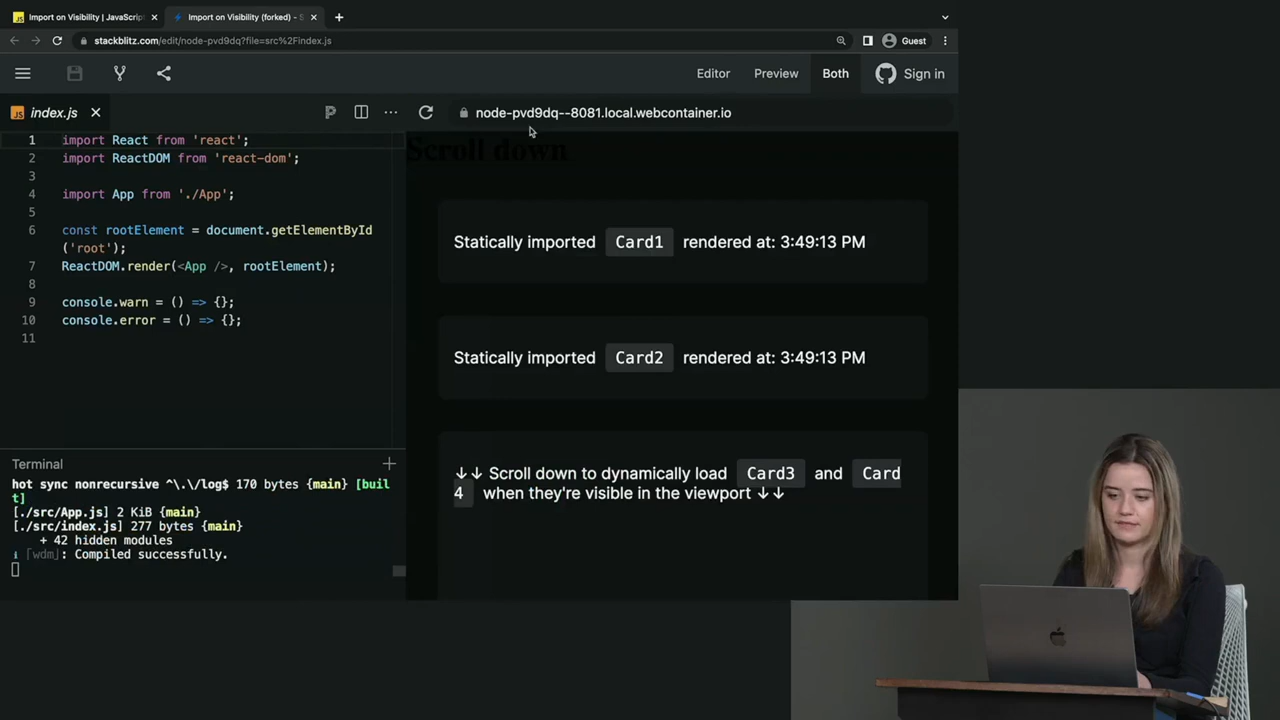 Import on Visibility | JavaScript
Import on Visibility (forked) - S
stackblitz.com/edit/node-pvd9dq?file=src%2Findex.js
Guest
Editor
Preview
Both
Sign in
index.js
node-pvd9dq--8081.local.webcontainer.io
1 import React from 'react';
2 import ReactDOM from 'react-dom';
3
4 import App from './App';
5
6 const rootElement = document.getElementById
('root');
7 ReactDOM.render(<App />, rootElement);
8
9 console.warn = () => {};
10 console.error = () => {};
11
Scroll down
Statically imported Card1 rendered at: 3:49:13 PM
Statically imported Card2 rendered at: 3:49:13 PM
↓↓ Scroll down to dynamically load Card3 and Card
4 when they're visible in the viewport ↓↓
Terminal
hot sync nonrecursive ^\.\/log$ 170 bytes {main} [buil
t]
[./src/App.js] 2 KiB {main}
[./src/index.js] 277 bytes {main}
+ 42 hidden modules
i ｢wdm｣: Compiled successfully.